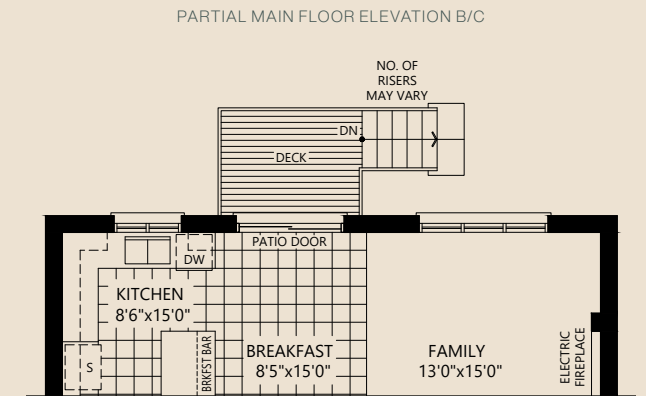 PARTIAL MAIN FLOOR ELEVATION B/C
NO. OF
RISERS
MAY VARY
DN
DECK
PATIO DOOR
DW
KITCHEN
8'6"x15'0"
S
BRKFST BAR
BREAKFAST
8'5"x15'0"
FAMILY
13'0"x15'0"
ELECTRIC
FIREPLACE